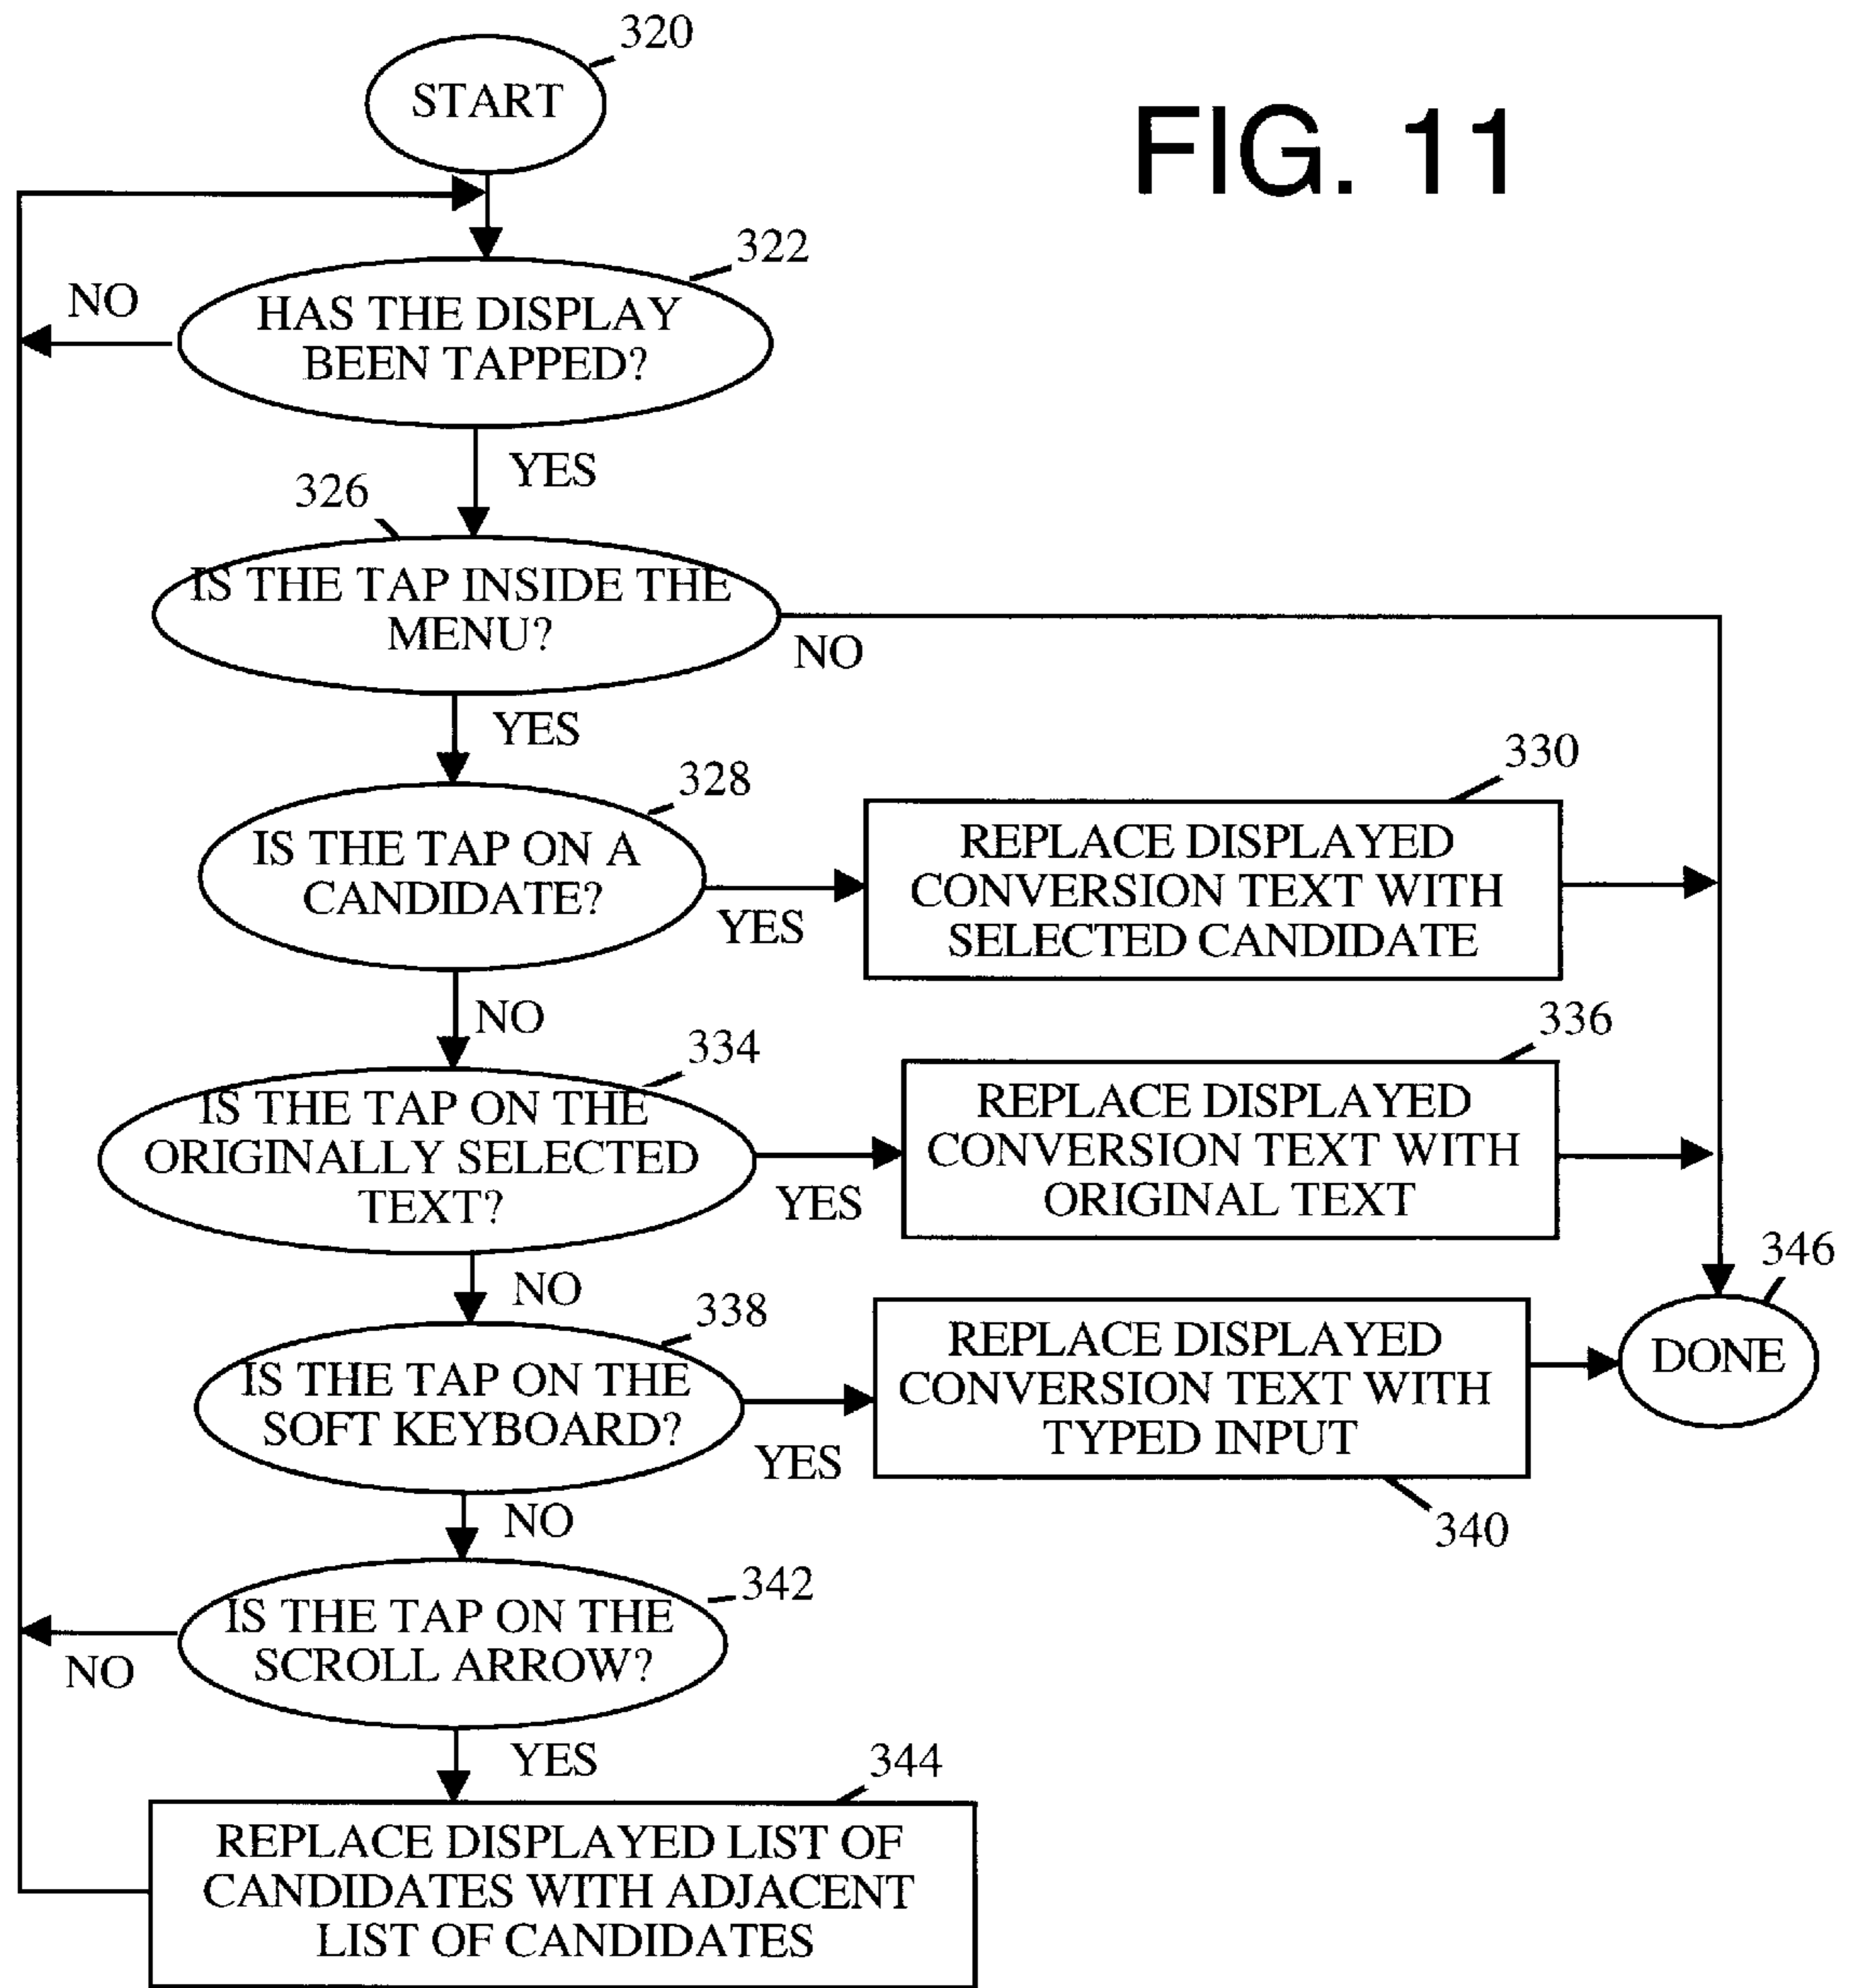 320
START
FIG. 11
322
NO
HAS THE DISPLAY
BEEN TAPPED?
YES
326
IS THE TAP INSIDE THE
MENU?
NO
YES
328
330
IS THE TAP ON A
CANDIDATE?
YES
REPLACE DISPLAYED
CONVERSION TEXT WITH
SELECTED CANDIDATE
NO
334
336
IS THE TAP ON THE
ORIGINALLY SELECTED
TEXT?
YES
REPLACE DISPLAYED
CONVERSION TEXT WITH
ORIGINAL TEXT
346
NO
338
IS THE TAP ON THE
SOFT KEYBOARD?
YES
REPLACE DISPLAYED
CONVERSION TEXT WITH
TYPED INPUT
DONE
340
NO
342
IS THE TAP ON THE
SCROLL ARROW?
NO
YES
344
REPLACE DISPLAYED LIST OF
CANDIDATES WITH ADJACENT
LIST OF CANDIDATES